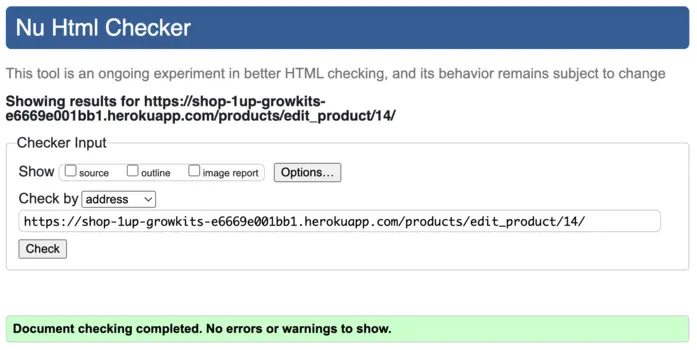 Nu Html Checker
This tool is an ongoing experiment in better HTML checking, and its behavior remains subject to change
Showing results for https://shop-1up-growkits-
e6669e001bb1.herokuapp.com/products/edit_product/14/
Checker Input
Show source outline image report Options...
Check by address
https://shop-1up-growkits-e6669e001bb1.herokuapp.com/products/edit_product/14/
Check
Document checking completed. No errors or warnings to show.